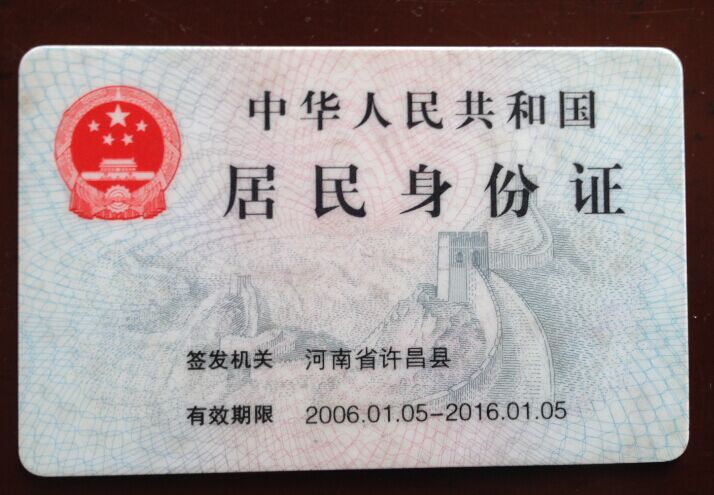 中华人民共和国
居民身份证
签发机关 河南省许昌县
有效期限 2006.01.05-2016.01.05